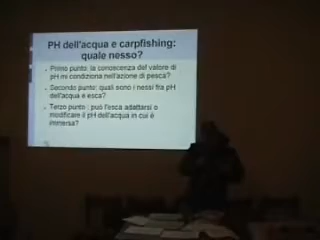 PH dell'acqua e carpfishing:
quale nesso?
Primo punto: la conoscenza del valore di
pH mi condiziona nell'azione di pesca?
Secondo punto: quali sono i nessi fra pH
dell'acqua e esca?
Terzo punto : può l'esca adattarsi o
modificare il pH dell'acqua in cui è
immersa?